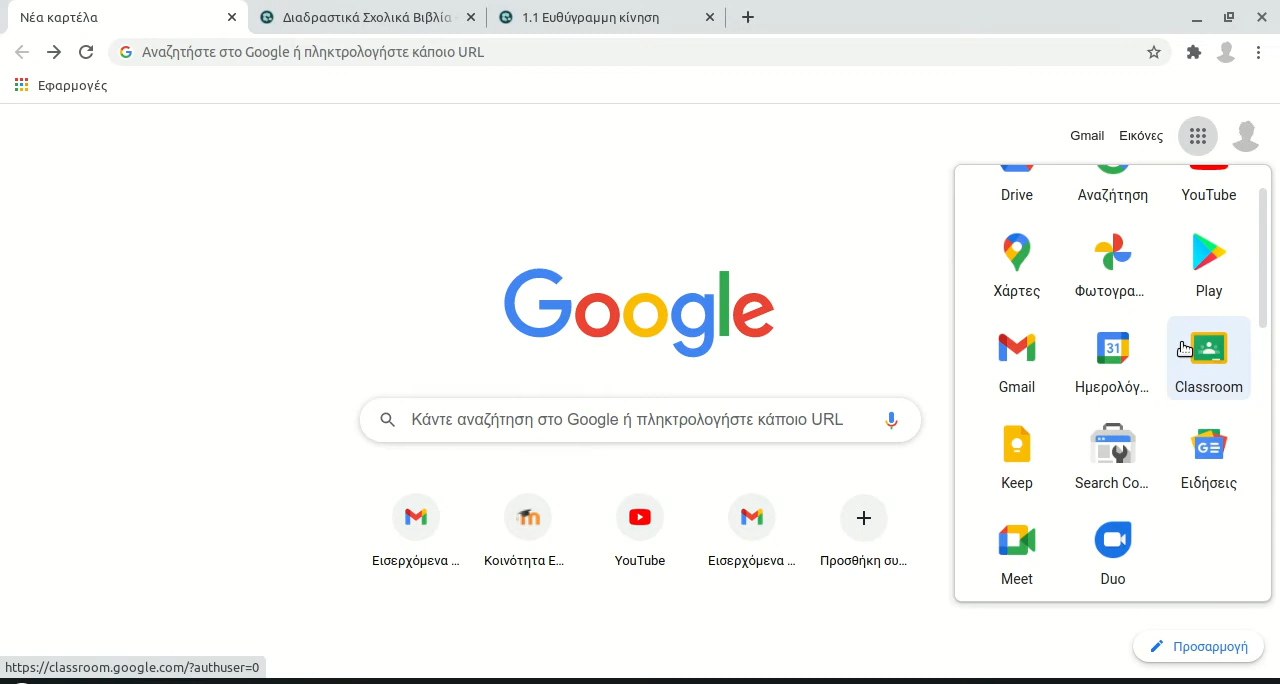 Νέα καρτέλα
Διαδραστικά Σχολικά Βιβλία
1.1 Ευθύγραμμη κίνηση
Αναζητήστε στο Google ή πληκτρολογήστε κάποιο URL
Εφαρμογές
Gmail
Εικόνες
Drive
Αναζήτηση
YouTube
Χάρτες
Φωτογρα...
Play
31
Gmail
Ημερολόγ...
Classroom
Keep
Search Co...
Ειδήσεις
Meet
Duo
Google
Κάντε αναζήτηση στο Google ή πληκτρολογήστε κάποιο URL
Εισερχόμενα ...
Κοινότητα Ε...
YouTube
Εισερχόμενα ...
Προσθήκη συ...
Προσαρμογή
https://classroom.google.com/?authuser=0